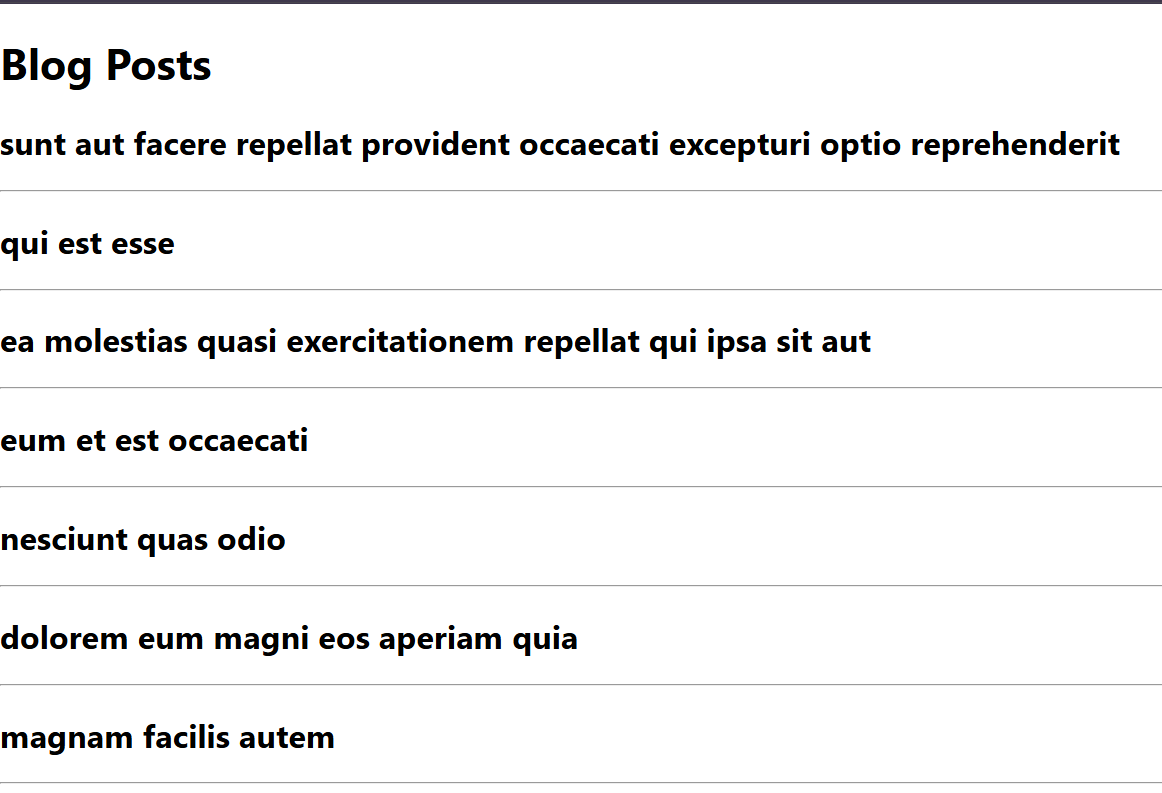 Blog Posts
sunt aut facere repellat provident occaecati excepturi optio reprehenderit
qui est esse
ea molestias quasi exercitationem repellat qui ipsa sit aut
eum et est occaecati
nesciunt quas odio
dolorem eum magni eos aperiam quia
magnam facilis autem